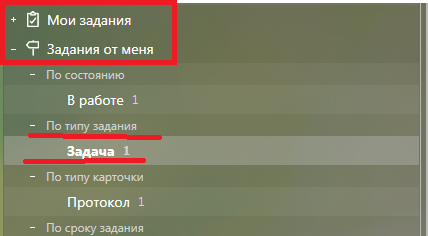 + Мои задания
− Задания от меня
− По состоянию
В работе 1
− По типу задания
Задача 1
− По типу карточки
Протокол 1
− По сроку задания